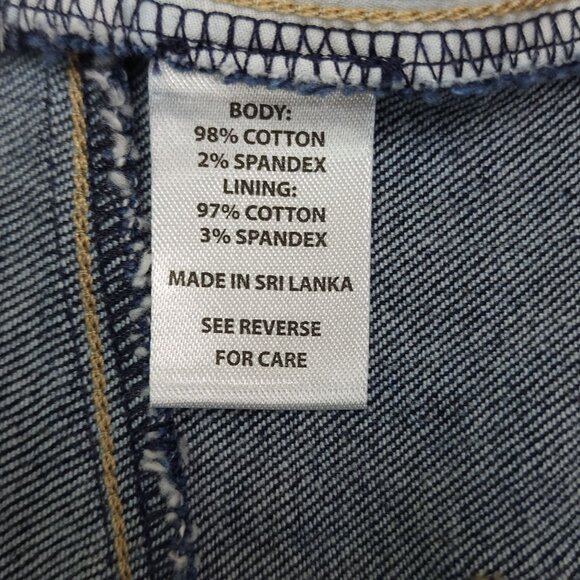 BODY:
98% COTTON
2% SPANDEX
LINING:
97% COTTON
3% SPANDEX
MADE IN SRI LANKA
SEE REVERSE
FOR CARE